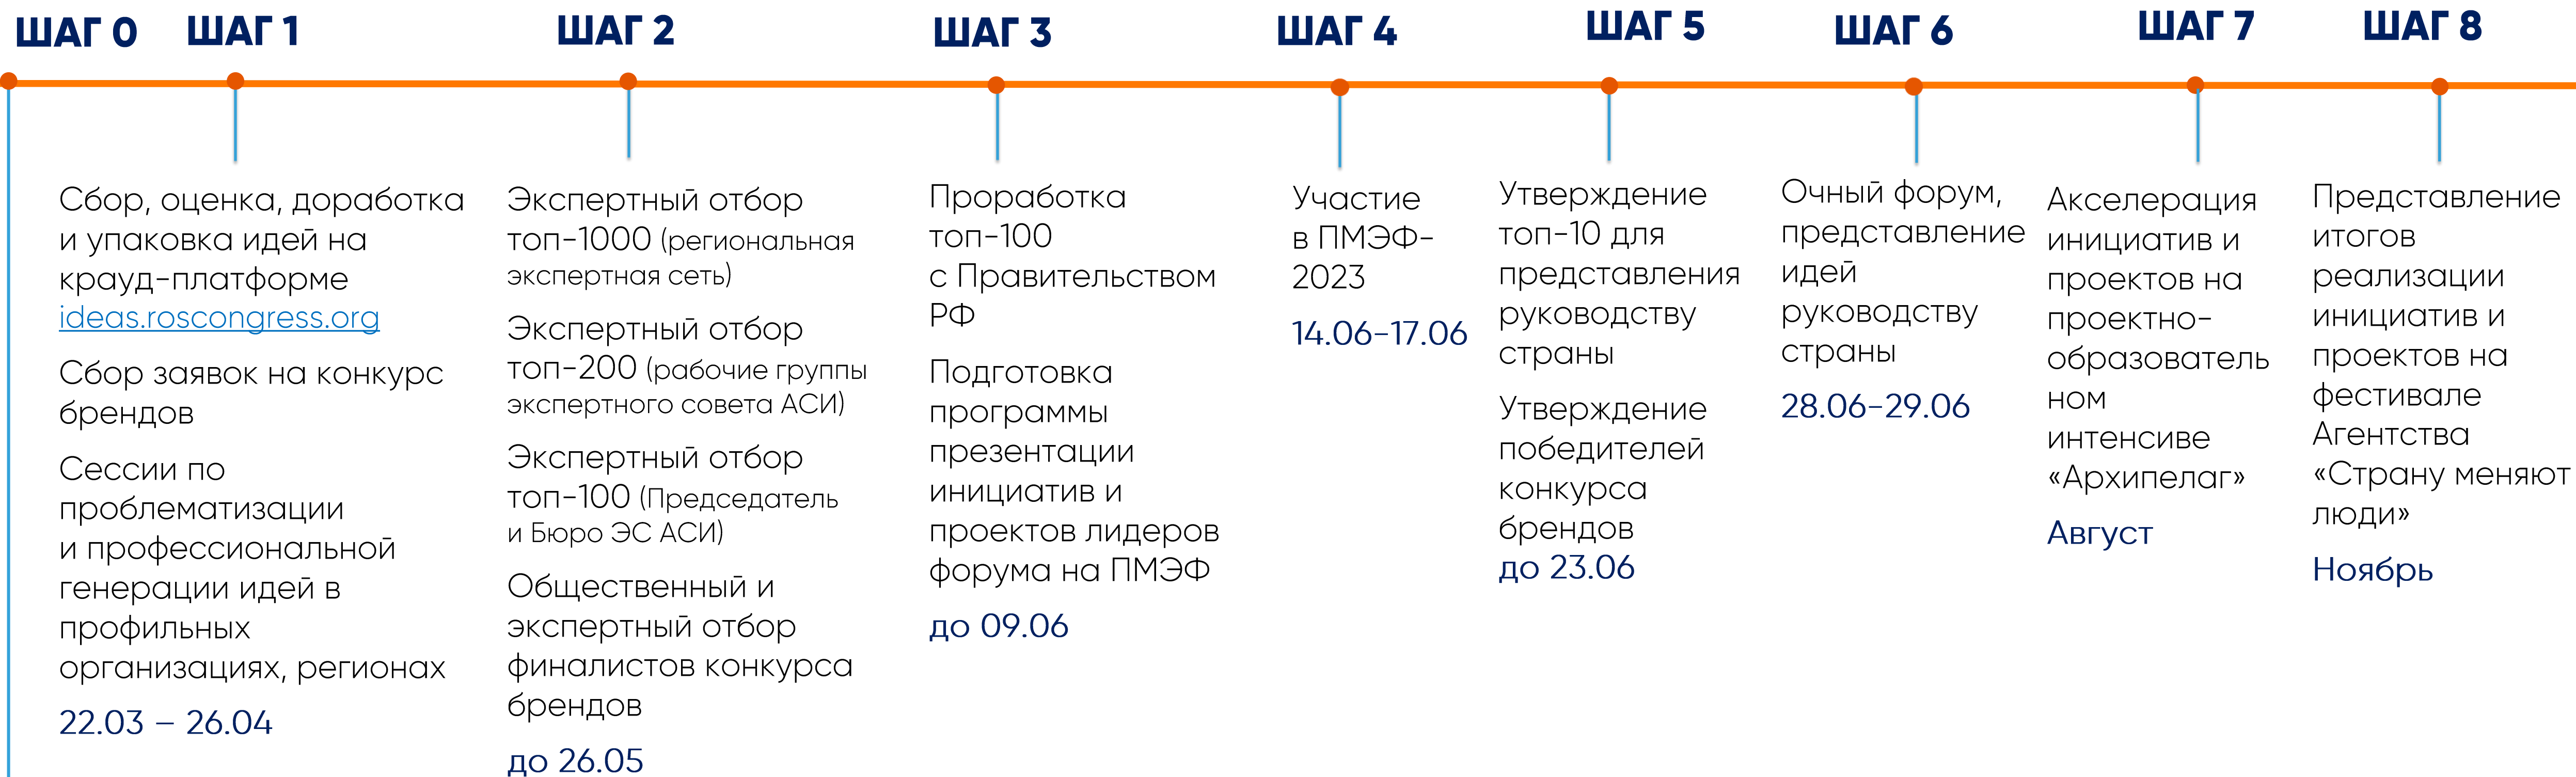 ШАГ 0
ШАГ 1
ШАГ 2
ШАГ 3
ШАГ 4
ШАГ 5
ШАГ 6
ШАГ 7
ШАГ 8
Сбор, оценка, доработка
и упаковка идей на
крауд-платформе
ideas.roscongress.org
Сбор заявок на конкурс
брендов
Сессии по
проблематизации
и профессиональной
генерации идей в
профильных
организациях, регионах
22.03 – 26.04
Экспертный отбор
топ-1000 (региональная
экспертная сеть)
Экспертный отбор
топ-200 (рабочие группы
экспертного совета АСИ)
Экспертный отбор
топ-100 (Председатель
и Бюро ЭС АСИ)
Общественный и
экспертный отбор
финалистов конкурса
брендов
до 26.05
Проработка
топ-100
с Правительством
РФ
Подготовка
программы
презентации
инициатив и
проектов лидеров
форума на ПМЭФ
до 09.06
Участие
в ПМЭФ-
2023
14.06-17.06
Утверждение
топ-10 для
представления
руководству
страны
Утверждение
победителей
конкурса
брендов
до 23.06
Очный форум,
представление
идей
руководству
страны
28.06-29.06
Акселерация
инициатив и
проектов на
проектно-
образователь
ном
интенсиве
«Архипелаг»
Август
Представление
итогов
реализации
инициатив и
проектов на
фестивале
Агентства
«Страну меняют
люди»
Ноябрь